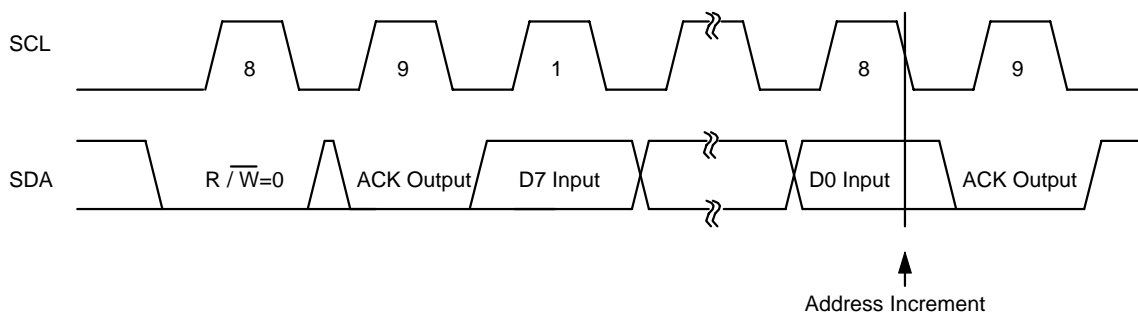 SCL
8
9
1
8
9
SDA
R / W̅=0
ACK Output
D7 Input
D0 Input
ACK Output
Address Increment